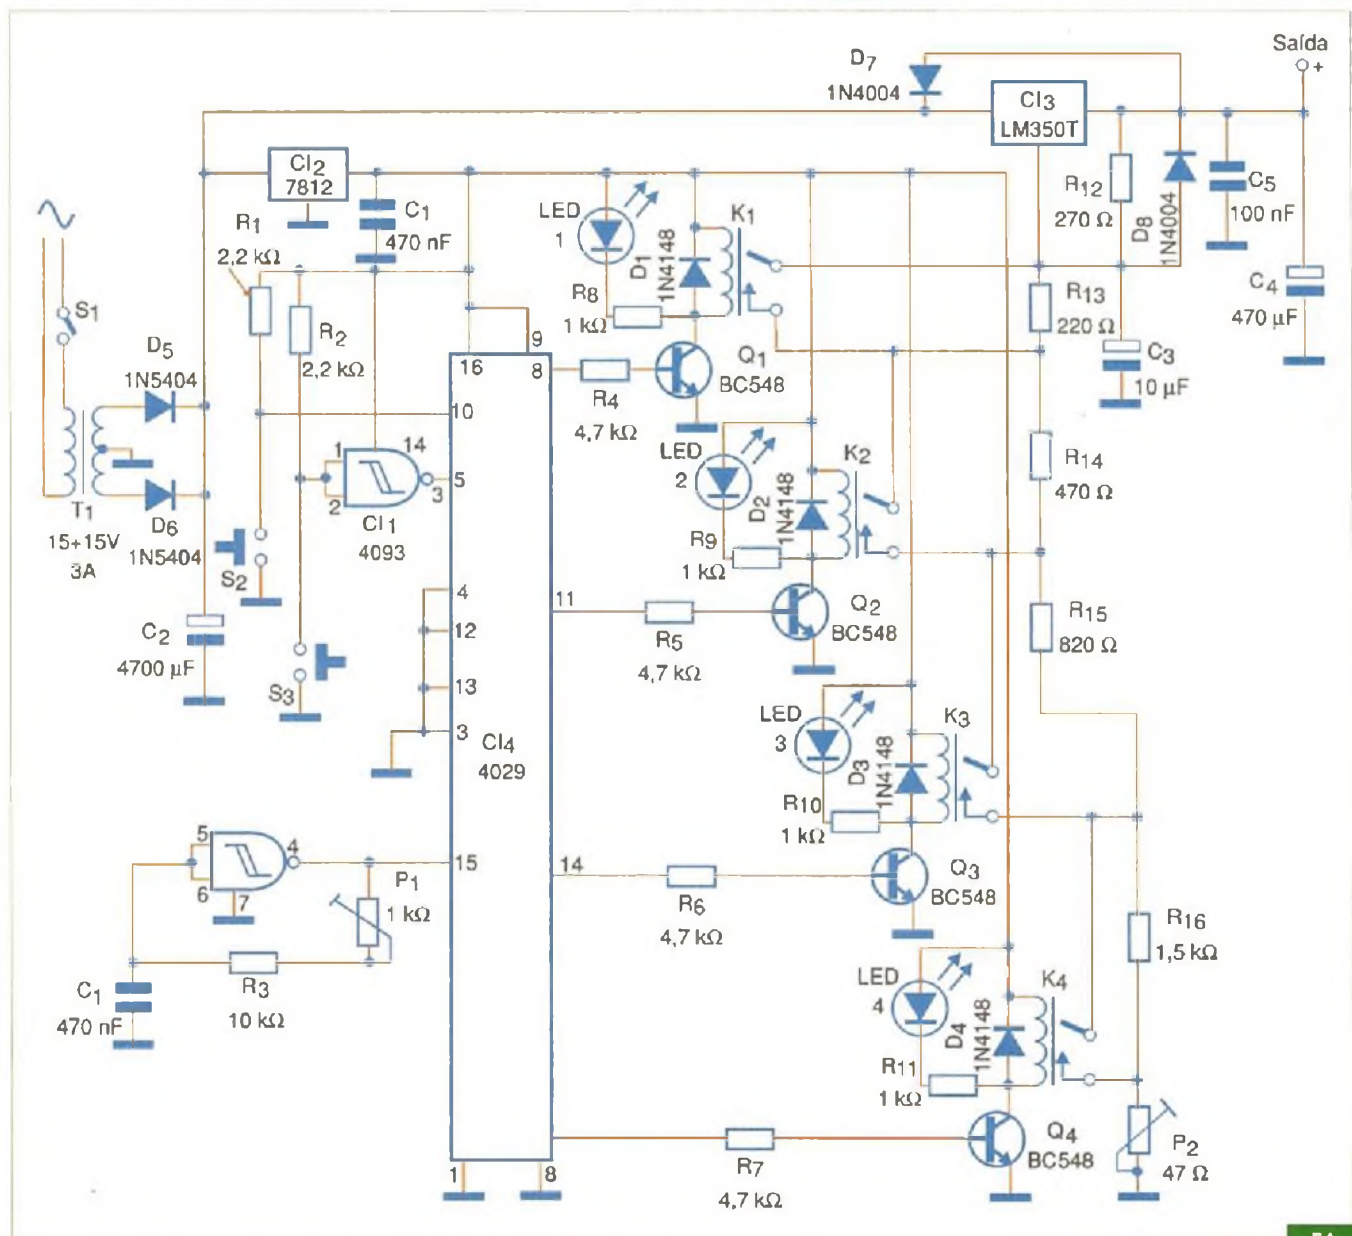 Saída
+
D7
1N4004
CI3
LM350T
CI2
7812
C1
470 nF
R1
2,2 kΩ
R2
2,2 kΩ
LED
1
D1
1N4148
K1
R8
1 kΩ
R12
270 Ω
D8
1N4004
C5
100 nF
C4
470 µF
R13
220 Ω
C3
10 µF
S1
D5
1N5404
D6
1N5404
T1
15+15V
3A
C2
4700 µF
S2
S3
1
2
14
3
CI1
4093
16
9
8
10
5
R4
4,7 kΩ
Q1
BC548
LED
2
D2
1N4148
K2
R9
1 kΩ
R14
470 Ω
4
12
13
3
CI4
4029
11
R5
4,7 kΩ
Q2
BC548
R15
820 Ω
LED
3
D3
1N4148
K3
R10
1 kΩ
5
6
4
7
P1
1 kΩ
15
14
R6
4,7 kΩ
Q3
BC548
R16
1,5 kΩ
C1
470 nF
R3
10 kΩ
LED
4
D4
1N4148
K4
R11
1 kΩ
1
8
R7
4,7 kΩ
Q4
BC548
P2
47 Ω